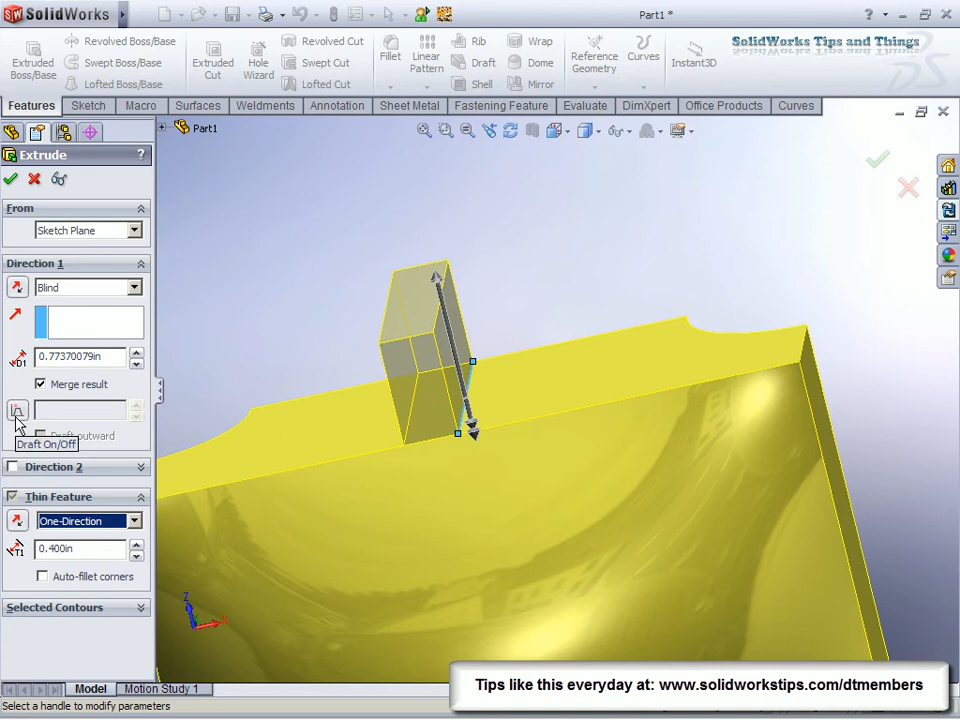 SolidWorks
Part1 *
Extruded Boss/Base
Revolved Boss/Base
Swept Boss/Base
Lofted Boss/Base
Extruded Cut
Hole Wizard
Revolved Cut
Swept Cut
Lofted Cut
Fillet
Linear Pattern
Rib
Draft
Shell
Wrap
Dome
Mirror
Reference Geometry
Curves
Instant3D
SolidWorks Tips and Things
Features
Sketch
Macro
Surfaces
Weldments
Annotation
Sheet Metal
Fastening Feature
Evaluate
DimXpert
Office Products
Curves
Part1
Extrude
?
From
Sketch Plane
Direction 1
Blind
D1
0.77370079in
Merge result
Draft outward
Draft On/Off
Direction 2
Thin Feature
One-Direction
T1
0.400in
Auto-fillet corners
Selected Contours
Z
X
Model
Motion Study 1
Select a handle to modify parameters
Tips like this everyday at: www.solidworkstips.com/dtmembers